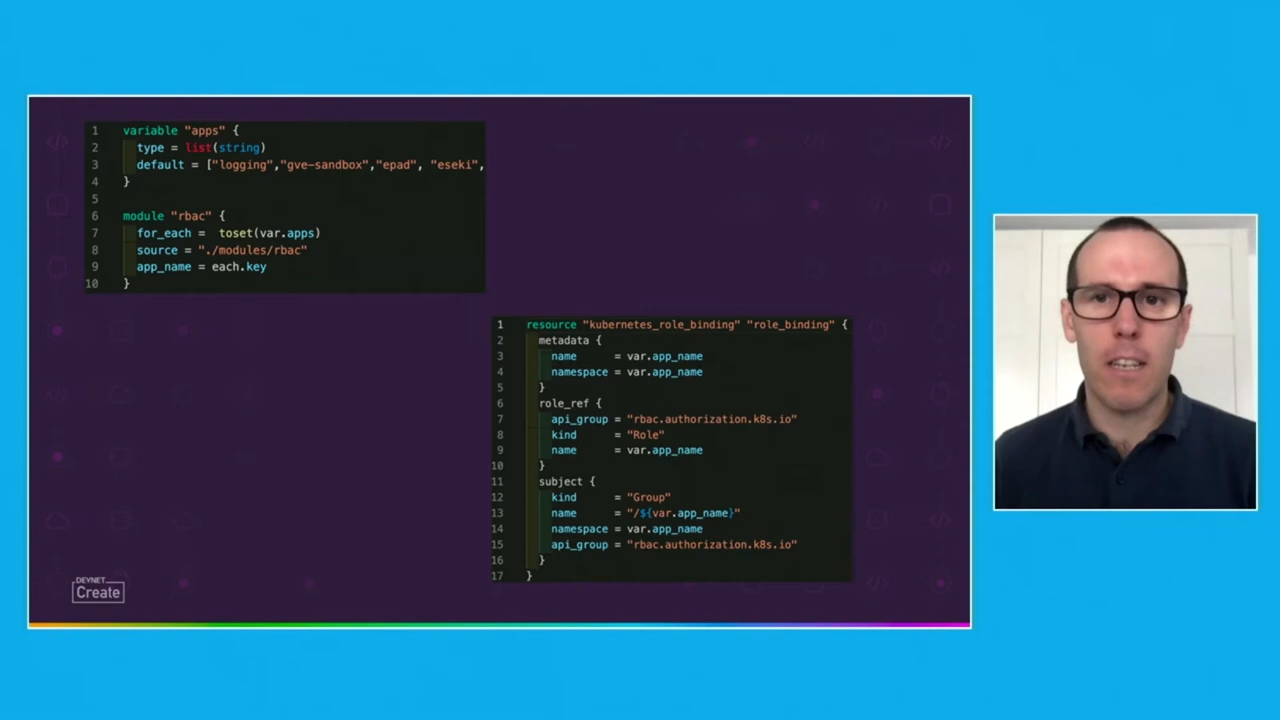 1 variable "apps" {
2 type = list(string)
3 default = ["logging","gve-sandbox","epad", "eseki",
4 }
5
6 module "rbac" {
7 for_each = toset(var.apps)
8 source = "./modules/rbac"
9 app_name = each.key
10 }
1 resource "kubernetes_role_binding" "role_binding" {
2 metadata {
3 name = var.app_name
4 namespace = var.app_name
5 }
6 role_ref {
7 api_group = "rbac.authorization.k8s.io"
8 kind = "Role"
9 name = var.app_name
10 }
11 subject {
12 kind = "Group"
13 name = "/${var.app_name}"
14 namespace = var.app_name
15 api_group = "rbac.authorization.k8s.io"
16 }
17 }
DEVNET
Create